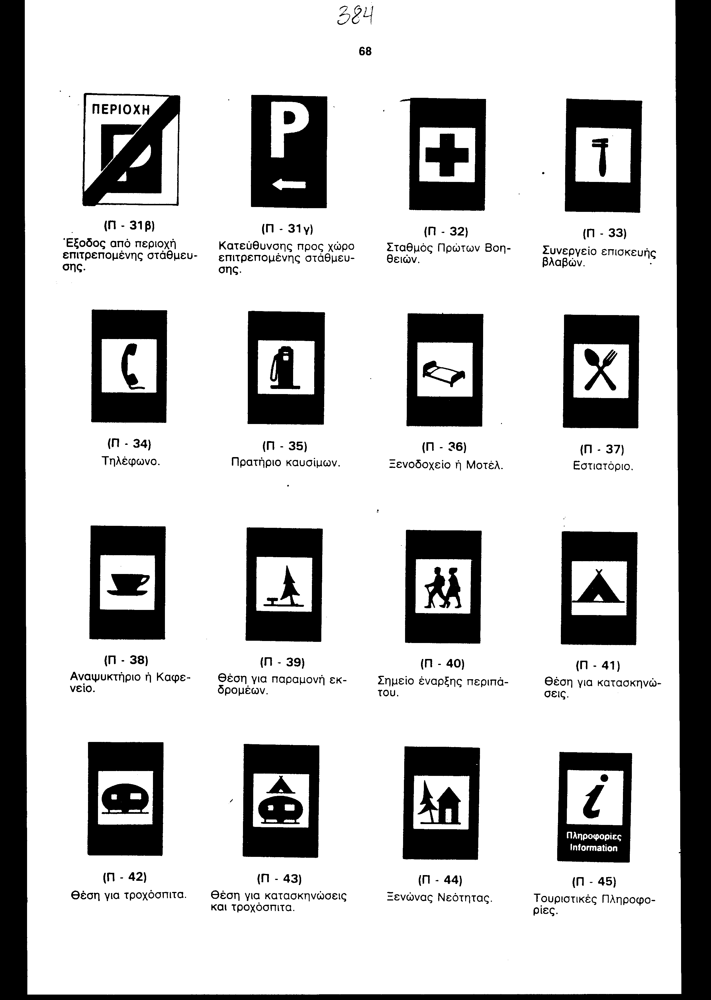 384
68
ΠΕΡΙΟΧΗ
P
(Π - 31β)
Έξοδος από περιοχή
επιτρεπομένης στάθμευ-
σης.
P
(Π - 31γ)
Κατεύθυνσης προς χώρο
επιτρεπομένης στάθμευ-
σης.
(Π - 32)
Σταθμός Πρώτων Βοη-
θειών.
(Π - 33)
Συνεργείο επισκευής
βλαβών.
(Π - 34)
Τηλέφωνο.
(Π - 35)
Πρατήριο καυσίμων.
(Π - 36)
Ξενοδοχείο ή Μοτέλ.
(Π - 37)
Εστιατόριο.
(Π - 38)
Αναψυκτήριο ή Καφε-
νείο.
(Π - 39)
Θέση για παραμονή εκ-
δρομέων.
(Π - 40)
Σημείο έναρξης περιπά-
του.
(Π - 41)
Θέση για κατασκηνώ-
σεις.
(Π - 42)
Θέση για τροχόσπιτα.
(Π - 43)
Θέση για κατασκηνώσεις
και τροχόσπιτα.
(Π - 44)
Ξενώνας Νεότητας.
i
Πληροφορίες
Information
(Π - 45)
Τουριστικές Πληροφο-
ρίες.